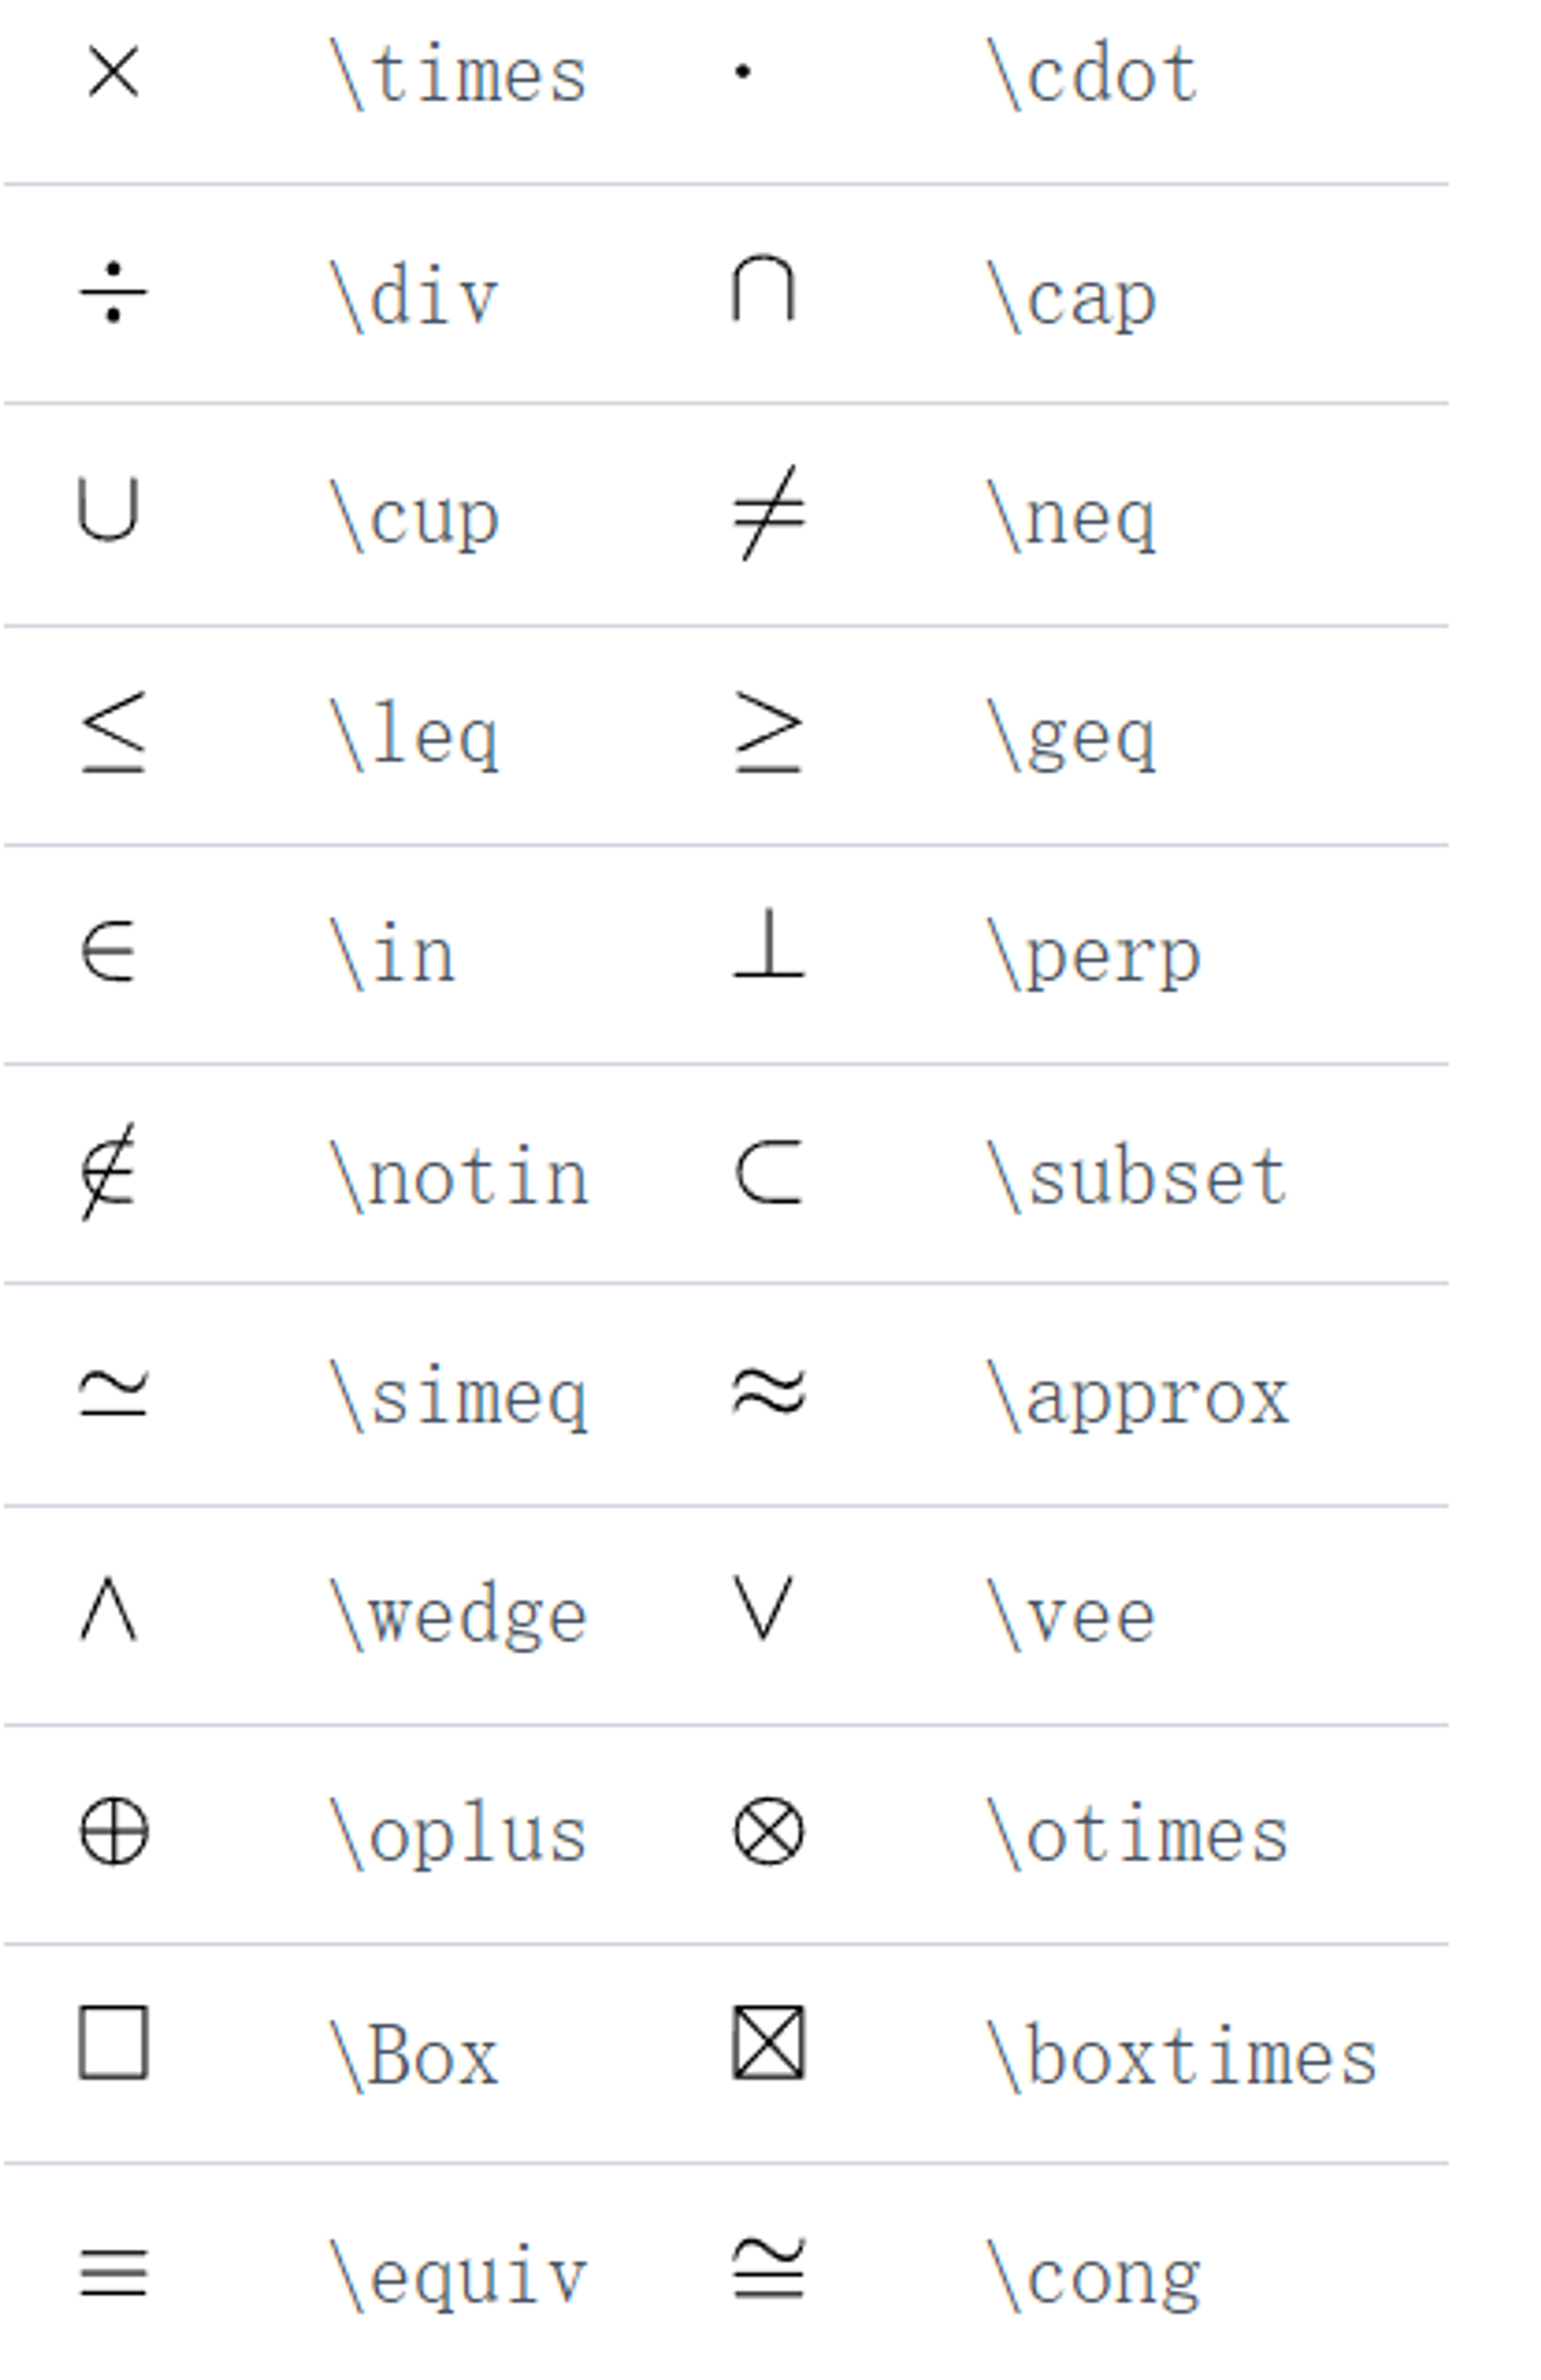 × \times · \cdot
÷ \div ∩ \cap
∪ \cup ≠ \neq
≤ \leq ≥ \geq
∈ \in ⊥ \perp
∉ \notin ⊂ \subset
≃ \simeq ≈ \approx
∧ \wedge ∨ \vee
⊕ \oplus ⊗ \otimes
□ \Box ⊠ \boxtimes
≡ \equiv ≅ \cong